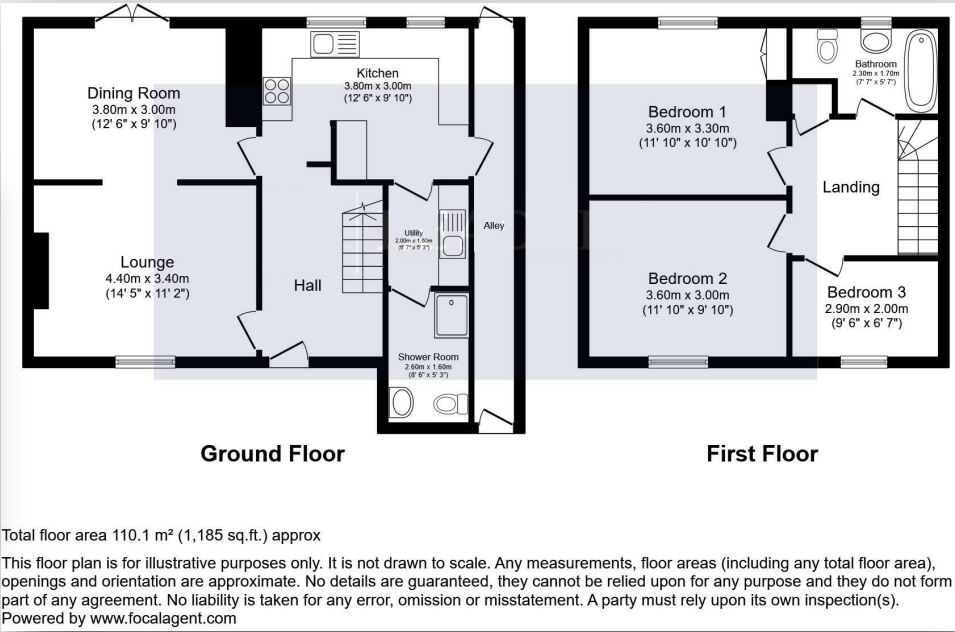 Dining Room
3.80m x 3.00m
(12' 6" x 9' 10")
Kitchen
3.80m x 3.00m
(12' 6" x 9' 10")
Lounge
4.40m x 3.40m
(14' 5" x 11' 2")
Hall
Utility
2.00m x 1.60m
(6' 7" x 5' 3")
Alley
Shower Room
2.60m x 1.60m
(8' 6" x 5' 3")
Ground Floor
Bedroom 1
3.60m x 3.30m
(11' 10" x 10' 10")
Bathroom
2.30m x 1.70m
(7' 7" x 5' 7")
Landing
Bedroom 2
3.60m x 3.00m
(11' 10" x 9' 10")
Bedroom 3
2.90m x 2.00m
(9' 6" x 6' 7")
First Floor
Total floor area 110.1 m² (1,185 sq.ft.) approx
This floor plan is for illustrative purposes only. It is not drawn to scale. Any measurements, floor areas (including any total floor area),
openings and orientation are approximate. No details are guaranteed, they cannot be relied upon for any purpose and they do not form
part of any agreement. No liability is taken for any error, omission or misstatement. A party must rely upon its own inspection(s).
Powered by www.focalagent.com